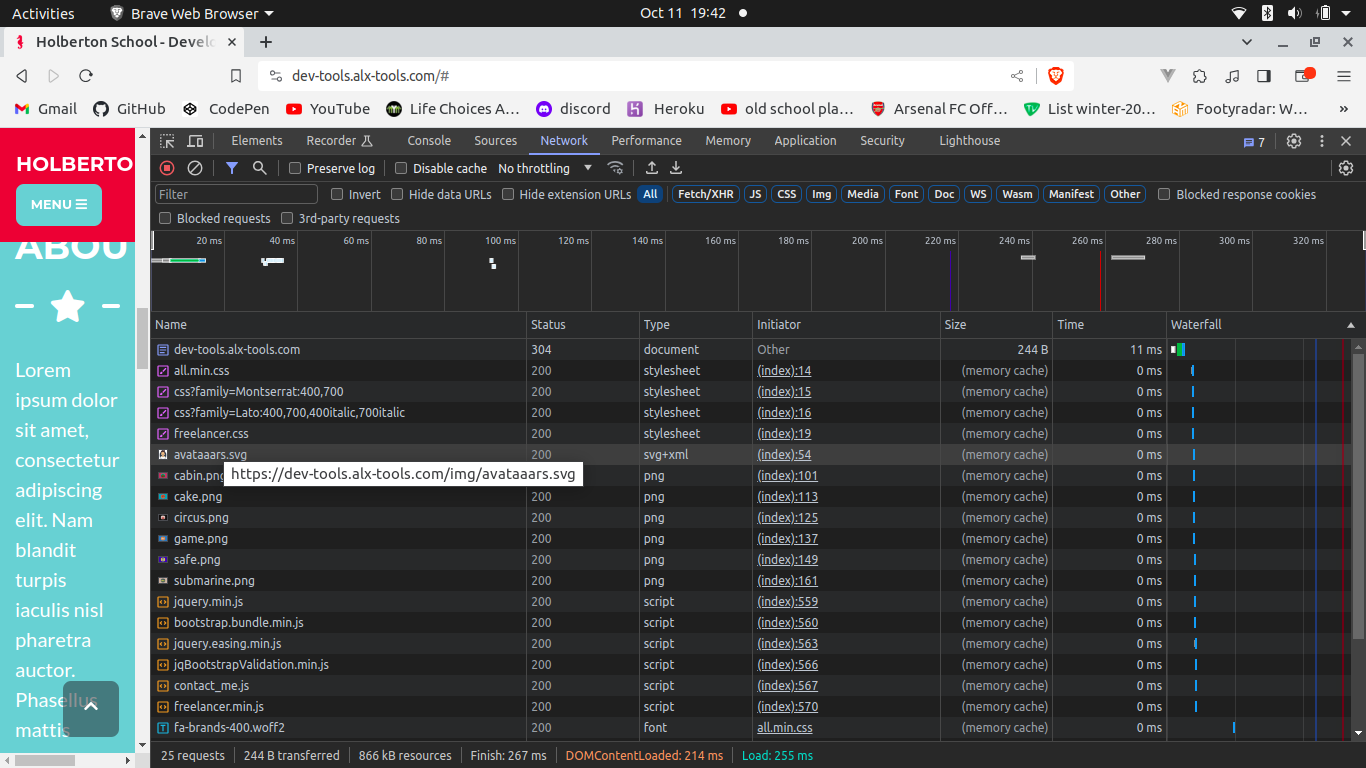 Activities Brave Web Browser Oct 11 19:42
Holberton School - Develo
dev-tools.alx-tools.com/#
Gmail GitHub CodePen YouTube Life Choices A... discord Heroku old school pla... Arsenal FC Off... List winter-20... Footyradar: W... »
HOLBERTO
MENU
ABOU
Lorem
ipsum dolor
sit amet,
consectetur
adipiscing
elit. Nam
blandit
turpis
iaculis nisl
pharetra
auctor.
Phasellus
mattis
Elements Recorder Console Sources Network Performance Memory Application Security Lighthouse 7
Preserve log Disable cache No throttling
Filter Invert Hide data URLs Hide extension URLs All Fetch/XHR JS CSS Img Media Font Doc WS Wasm Manifest Other Blocked response cookies
Blocked requests 3rd-party requests
20 ms 40 ms 60 ms 80 ms 100 ms 120 ms 140 ms 160 ms 180 ms 200 ms 220 ms 240 ms 260 ms 280 ms 300 ms 320 ms
Name Status Type Initiator Size Time Waterfall
dev-tools.alx-tools.com 304 document Other 244 B 11 ms
all.min.css 200 stylesheet (index):14 (memory cache) 0 ms
css?family=Montserrat:400,700 200 stylesheet (index):15 (memory cache) 0 ms
css?family=Lato:400,700,400italic,700italic 200 stylesheet (index):16 (memory cache) 0 ms
freelancer.css 200 stylesheet (index):19 (memory cache) 0 ms
avataaars.svg 200 svg+xml (index):54 (memory cache) 0 ms
https://dev-tools.alx-tools.com/img/avataaars.svg
cabin.png png (index):101 (memory cache) 0 ms
cake.png 200 png (index):113 (memory cache) 0 ms
circus.png 200 png (index):125 (memory cache) 0 ms
game.png 200 png (index):137 (memory cache) 0 ms
safe.png 200 png (index):149 (memory cache) 0 ms
submarine.png 200 png (index):161 (memory cache) 0 ms
jquery.min.js 200 script (index):559 (memory cache) 0 ms
bootstrap.bundle.min.js 200 script (index):560 (memory cache) 0 ms
jquery.easing.min.js 200 script (index):563 (memory cache) 0 ms
jqBootstrapValidation.min.js 200 script (index):566 (memory cache) 0 ms
contact_me.js 200 script (index):567 (memory cache) 0 ms
freelancer.min.js 200 script (index):570 (memory cache) 0 ms
fa-brands-400.woff2 200 font all.min.css (memory cache) 0 ms
25 requests 244 B transferred 866 kB resources Finish: 267 ms DOMContentLoaded: 214 ms Load: 255 ms